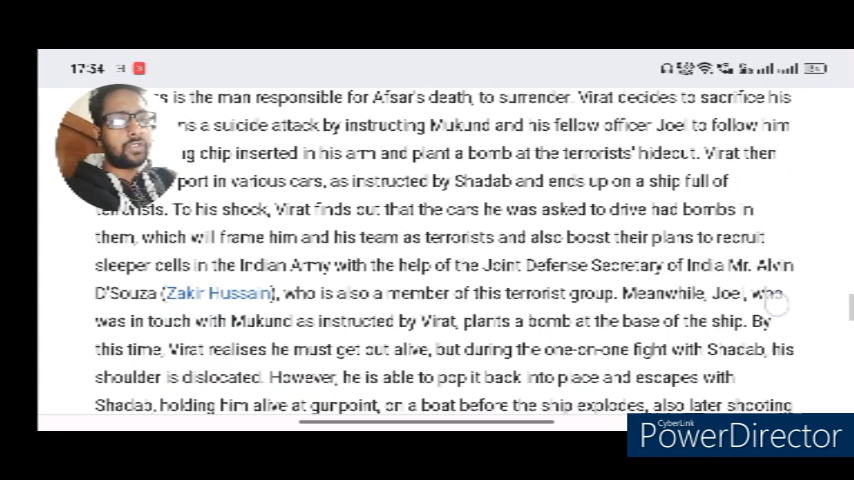 17:54
s is the man responsible for Afsar's death, to surrender. Virat decides to sacrifice his
ns a suicide attack by instructing Mukund and his fellow officer Joel to follow him
g chip inserted in his arm and plant a bomb at the terrorists' hideout. Virat then
port in various cars, as instructed by Shadab and ends up on a ship full of
terrorists. To his shock, Virat finds out that the cars he was asked to drive had bombs in
them, which will frame him and his team as terrorists and also boost their plans to recruit
sleeper cells in the Indian Army with the help of the Joint Defense Secretary of India Mr. Alvin
D'Souza (Zakir Hussain), who is also a member of this terrorist group. Meanwhile, Joel, who
was in touch with Mukund as instructed by Virat, plants a bomb at the base of the ship. By
this time, Virat realises he must get out alive, but during the one-on-one fight with Shadab, his
shoulder is dislocated. However, he is able to pop it back into place and escapes with
Shadab, holding him alive at gunpoint, on a boat before the ship explodes, also later shooting
CyberLink
PowerDirector